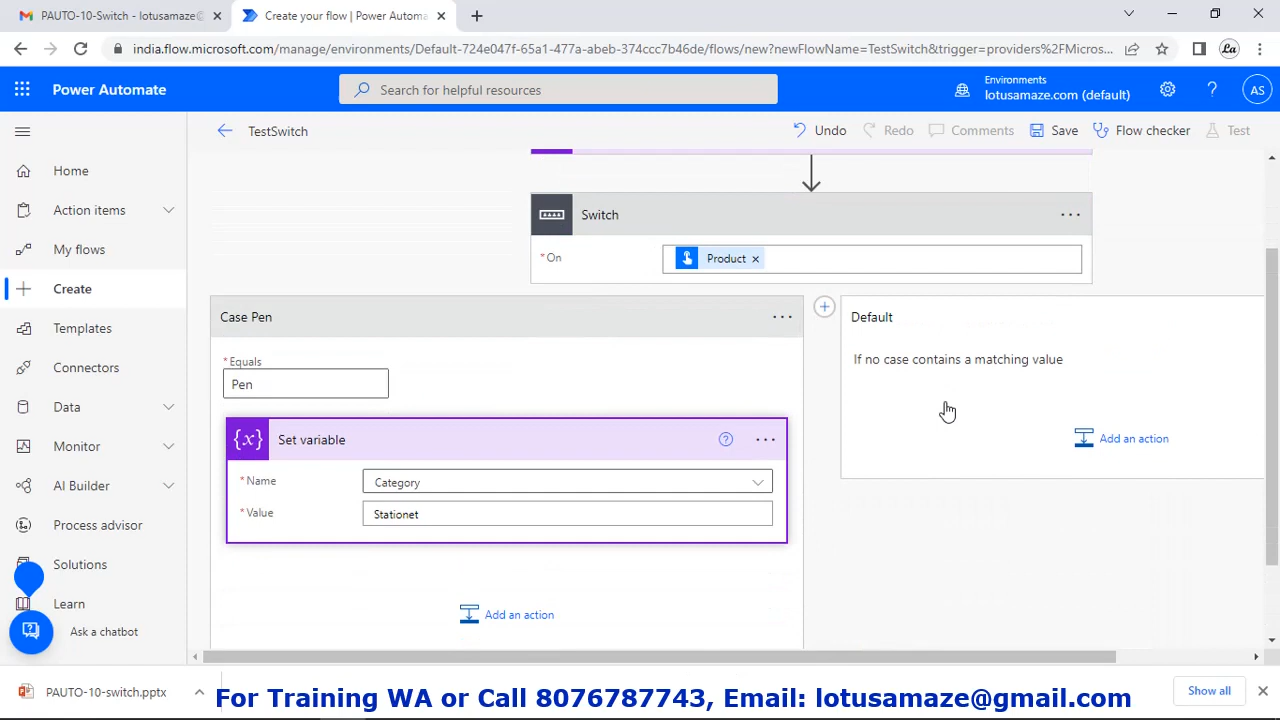 PAUTO-10-Switch - lotusamaze@
Create your flow | Power Automa
india.flow.microsoft.com/manage/environments/Default-724e047f-65a1-477a-abeb-374ccc7b46de/flows/new?newFlowName=TestSwitch&trigger=providers%2FMicros...
La
Power Automate
Search for helpful resources
Environments
lotusamaze.com (default)
?
AS
TestSwitch
Undo
Redo
Comments
Save
Flow checker
Test
Home
Action items
My flows
Create
Templates
Connectors
Data
Monitor
AI Builder
Process advisor
Solutions
Learn
Ask a chatbot
Switch
* On
Product ×
Case Pen
* Equals
Pen
{x} Set variable
* Name
Category
* Value
Stationet
Add an action
Default
If no case contains a matching value
Add an action
PAUTO-10-switch.pptx
Show all
For Training WA or Call 8076787743, Email: lotusamaze@gmail.com